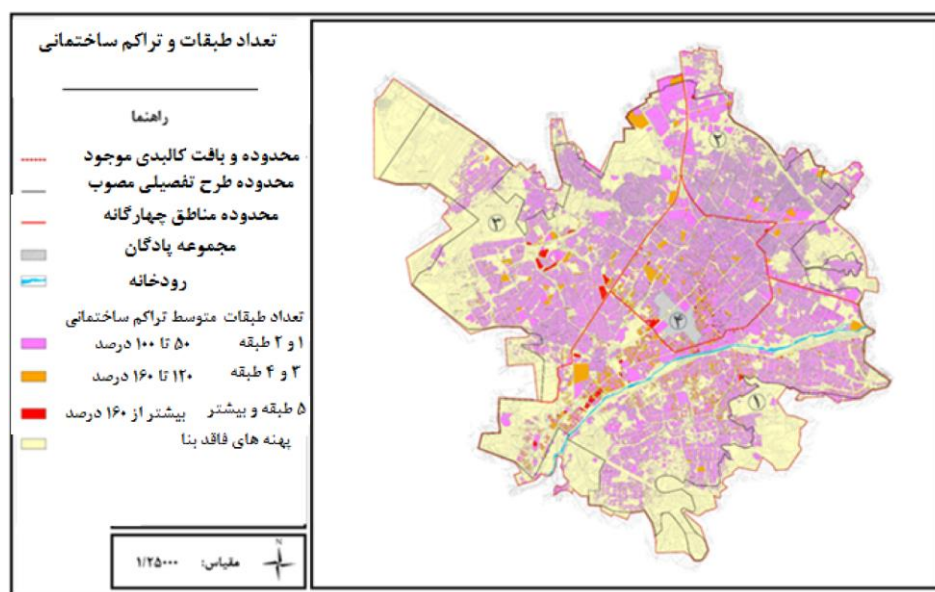 تعداد طبقات و تراکم ساختمانی
راهنما
محدوده و بافت کالبدی موجود
محدوده طرح تفصیلی مصوب
محدوده مناطق چهارگانه
مجموعه پادگان
رودخانه
تعداد طبقات متوسط تراکم ساختمانی
۱ و ۲ طبقه ۵۰ تا ۱۰۰ درصد
۳ و ۴ طبقه ۱۲۰ تا ۱۶۰ درصد
۵ طبقه و بیشتر بیشتر از ۱۶۰ درصد
پهنه های فاقد بنا
مقیاس: ۱/۲۵۰۰۰
N
۲
۳
۴
۱